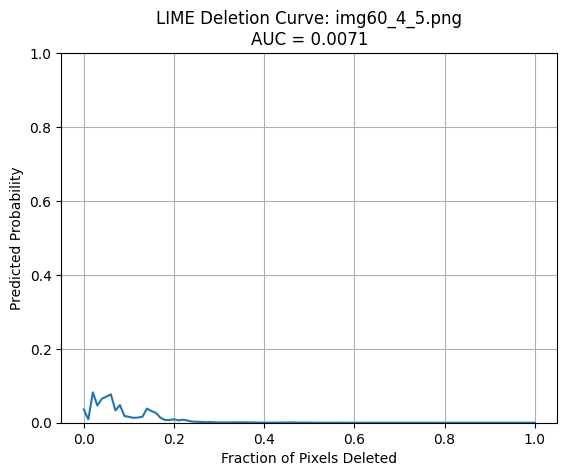 LIME Deletion Curve: img60_4_5.png
AUC = 0.0071
1.0
0.8
0.6
0.4
0.2
0.0
Predicted Probability
0.0 0.2 0.4 0.6 0.8 1.0
Fraction of Pixels Deleted